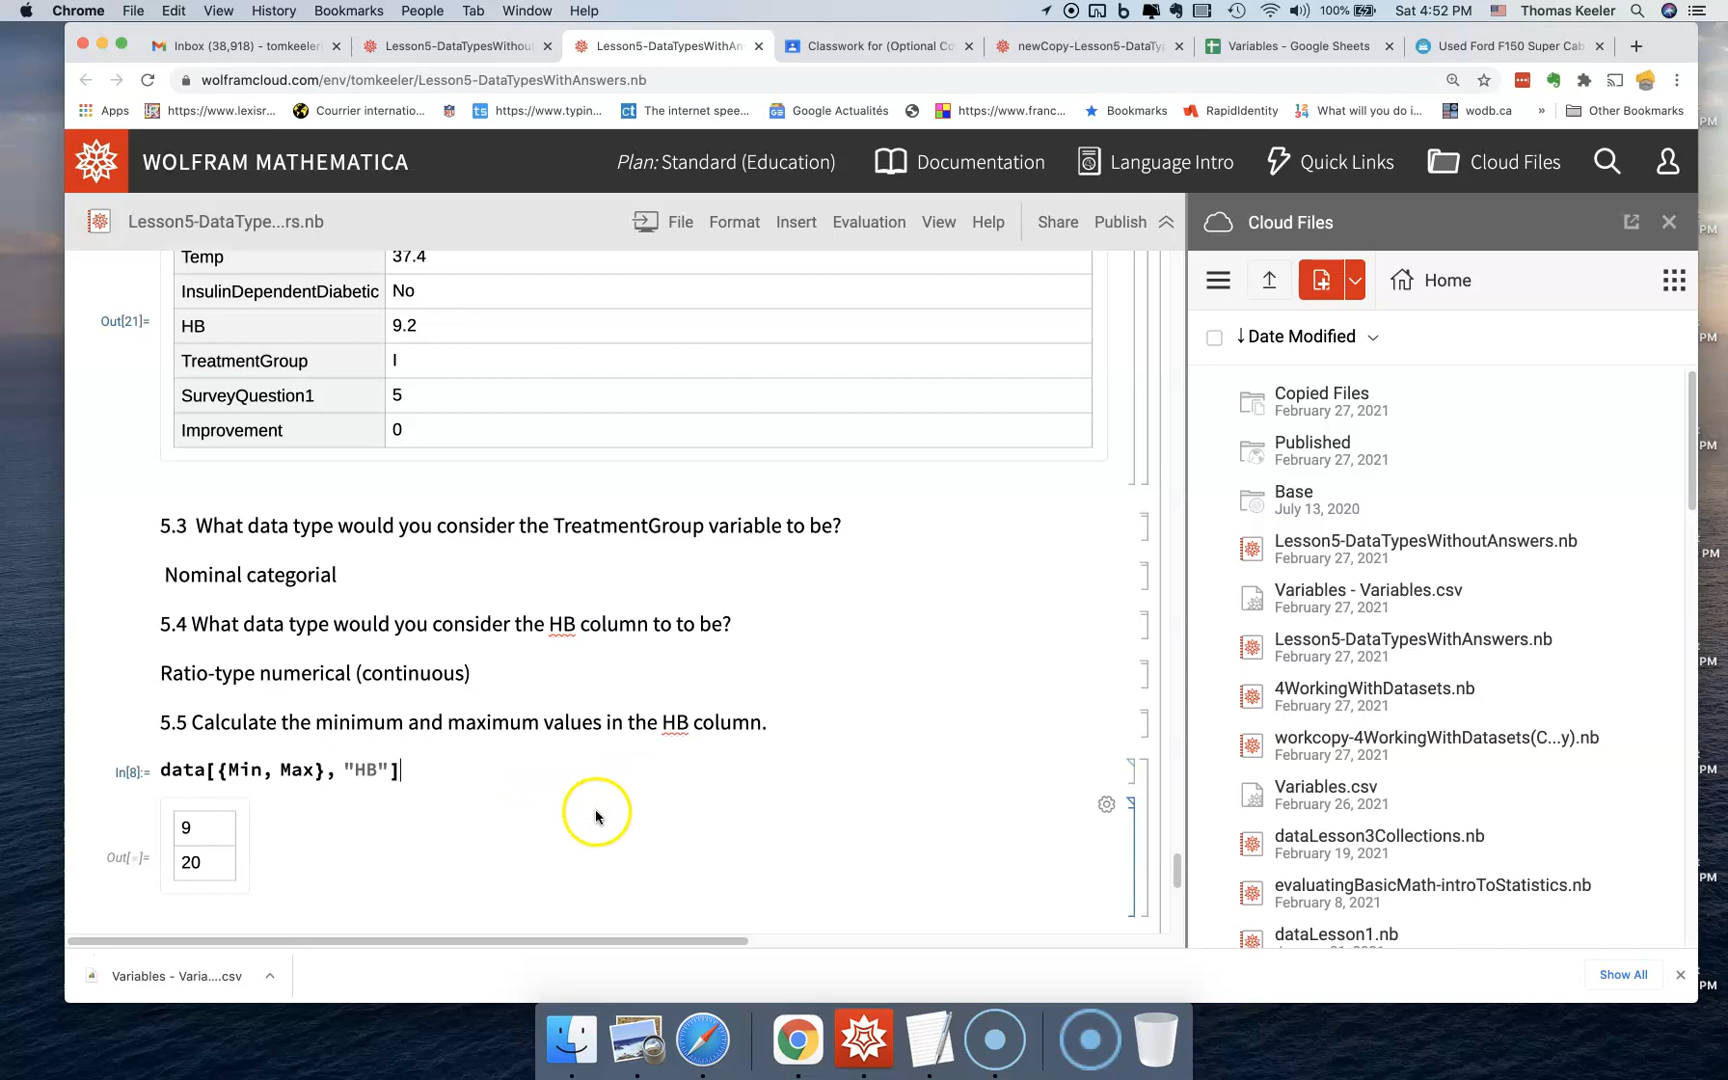 Chrome File Edit View History Bookmarks People Tab Window Help
100% Sat 4:52 PM Thomas Keeler
Inbox (38,918) - tomkeeler
Lesson5-DataTypesWithou
Lesson5-DataTypesWithAn
Classwork for (Optional Co
newCopy-Lesson5-DataTy
Variables - Google Sheets
Used Ford F150 Super Cab
wolframcloud.com/env/tomkeeler/Lesson5-DataTypesWithAnswers.nb
Apps https://www.lexisr... Courrier internatio... https://www.typin... The internet spee... Google Actualités https://www.franc... Bookmarks RapidIdentity What will you do i... wodb.ca » Other Bookmarks
WOLFRAM MATHEMATICA Plan: Standard (Education) Documentation Language Intro Quick Links Cloud Files
Lesson5-DataType...rs.nb File Format Insert Evaluation View Help Share Publish
Cloud Files
Home
Date Modified
Temp 37.4
InsulinDependentDiabetic No
Out[21]=
HB 9.2
TreatmentGroup I
SurveyQuestion1 5
Improvement 0
5.3 What data type would you consider the TreatmentGroup variable to be?
Nominal categorial
5.4 What data type would you consider the HB column to to be?
Ratio-type numerical (continuous)
5.5 Calculate the minimum and maximum values in the HB column.
In[8]:= data[{Min, Max}, "HB"]
9
Out[]=
20
Copied Files
February 27, 2021
Published
February 27, 2021
Base
July 13, 2020
Lesson5-DataTypesWithoutAnswers.nb
February 27, 2021
Variables - Variables.csv
February 27, 2021
Lesson5-DataTypesWithAnswers.nb
February 27, 2021
4WorkingWithDatasets.nb
February 27, 2021
workcopy-4WorkingWithDatasets(C...y).nb
February 27, 2021
Variables.csv
February 26, 2021
dataLesson3Collections.nb
February 19, 2021
evaluatingBasicMath-introToStatistics.nb
February 8, 2021
dataLesson1.nb
Variables - Varia....csv
Show All
PM
PM
PM
PM
PM
PM
PM
PM
PM